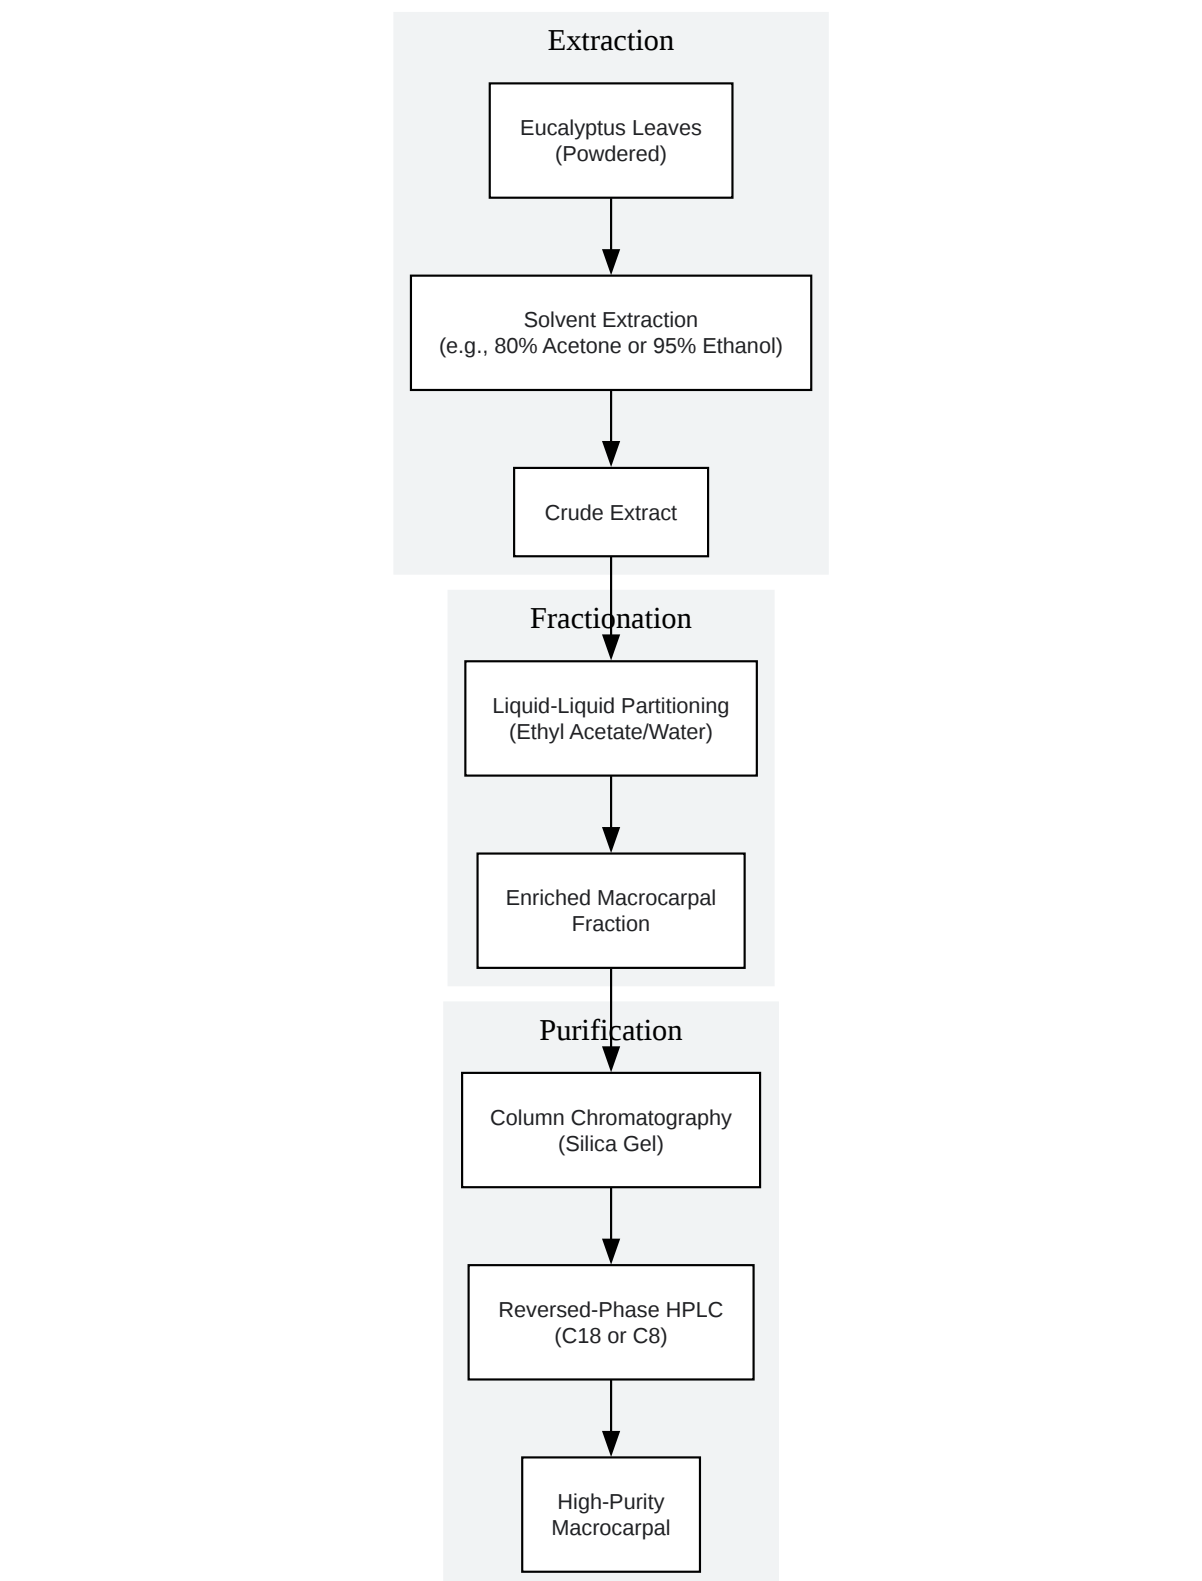 Extraction
Eucalyptus Leaves
(Powdered)
Solvent Extraction
(e.g., 80% Acetone or 95% Ethanol)
Crude Extract
Fractionation
Liquid-Liquid Partitioning
(Ethyl Acetate/Water)
Enriched Macrocarpal
Fraction
Purification
Column Chromatography
(Silica Gel)
Reversed-Phase HPLC
(C18 or C8)
High-Purity
Macrocarpal